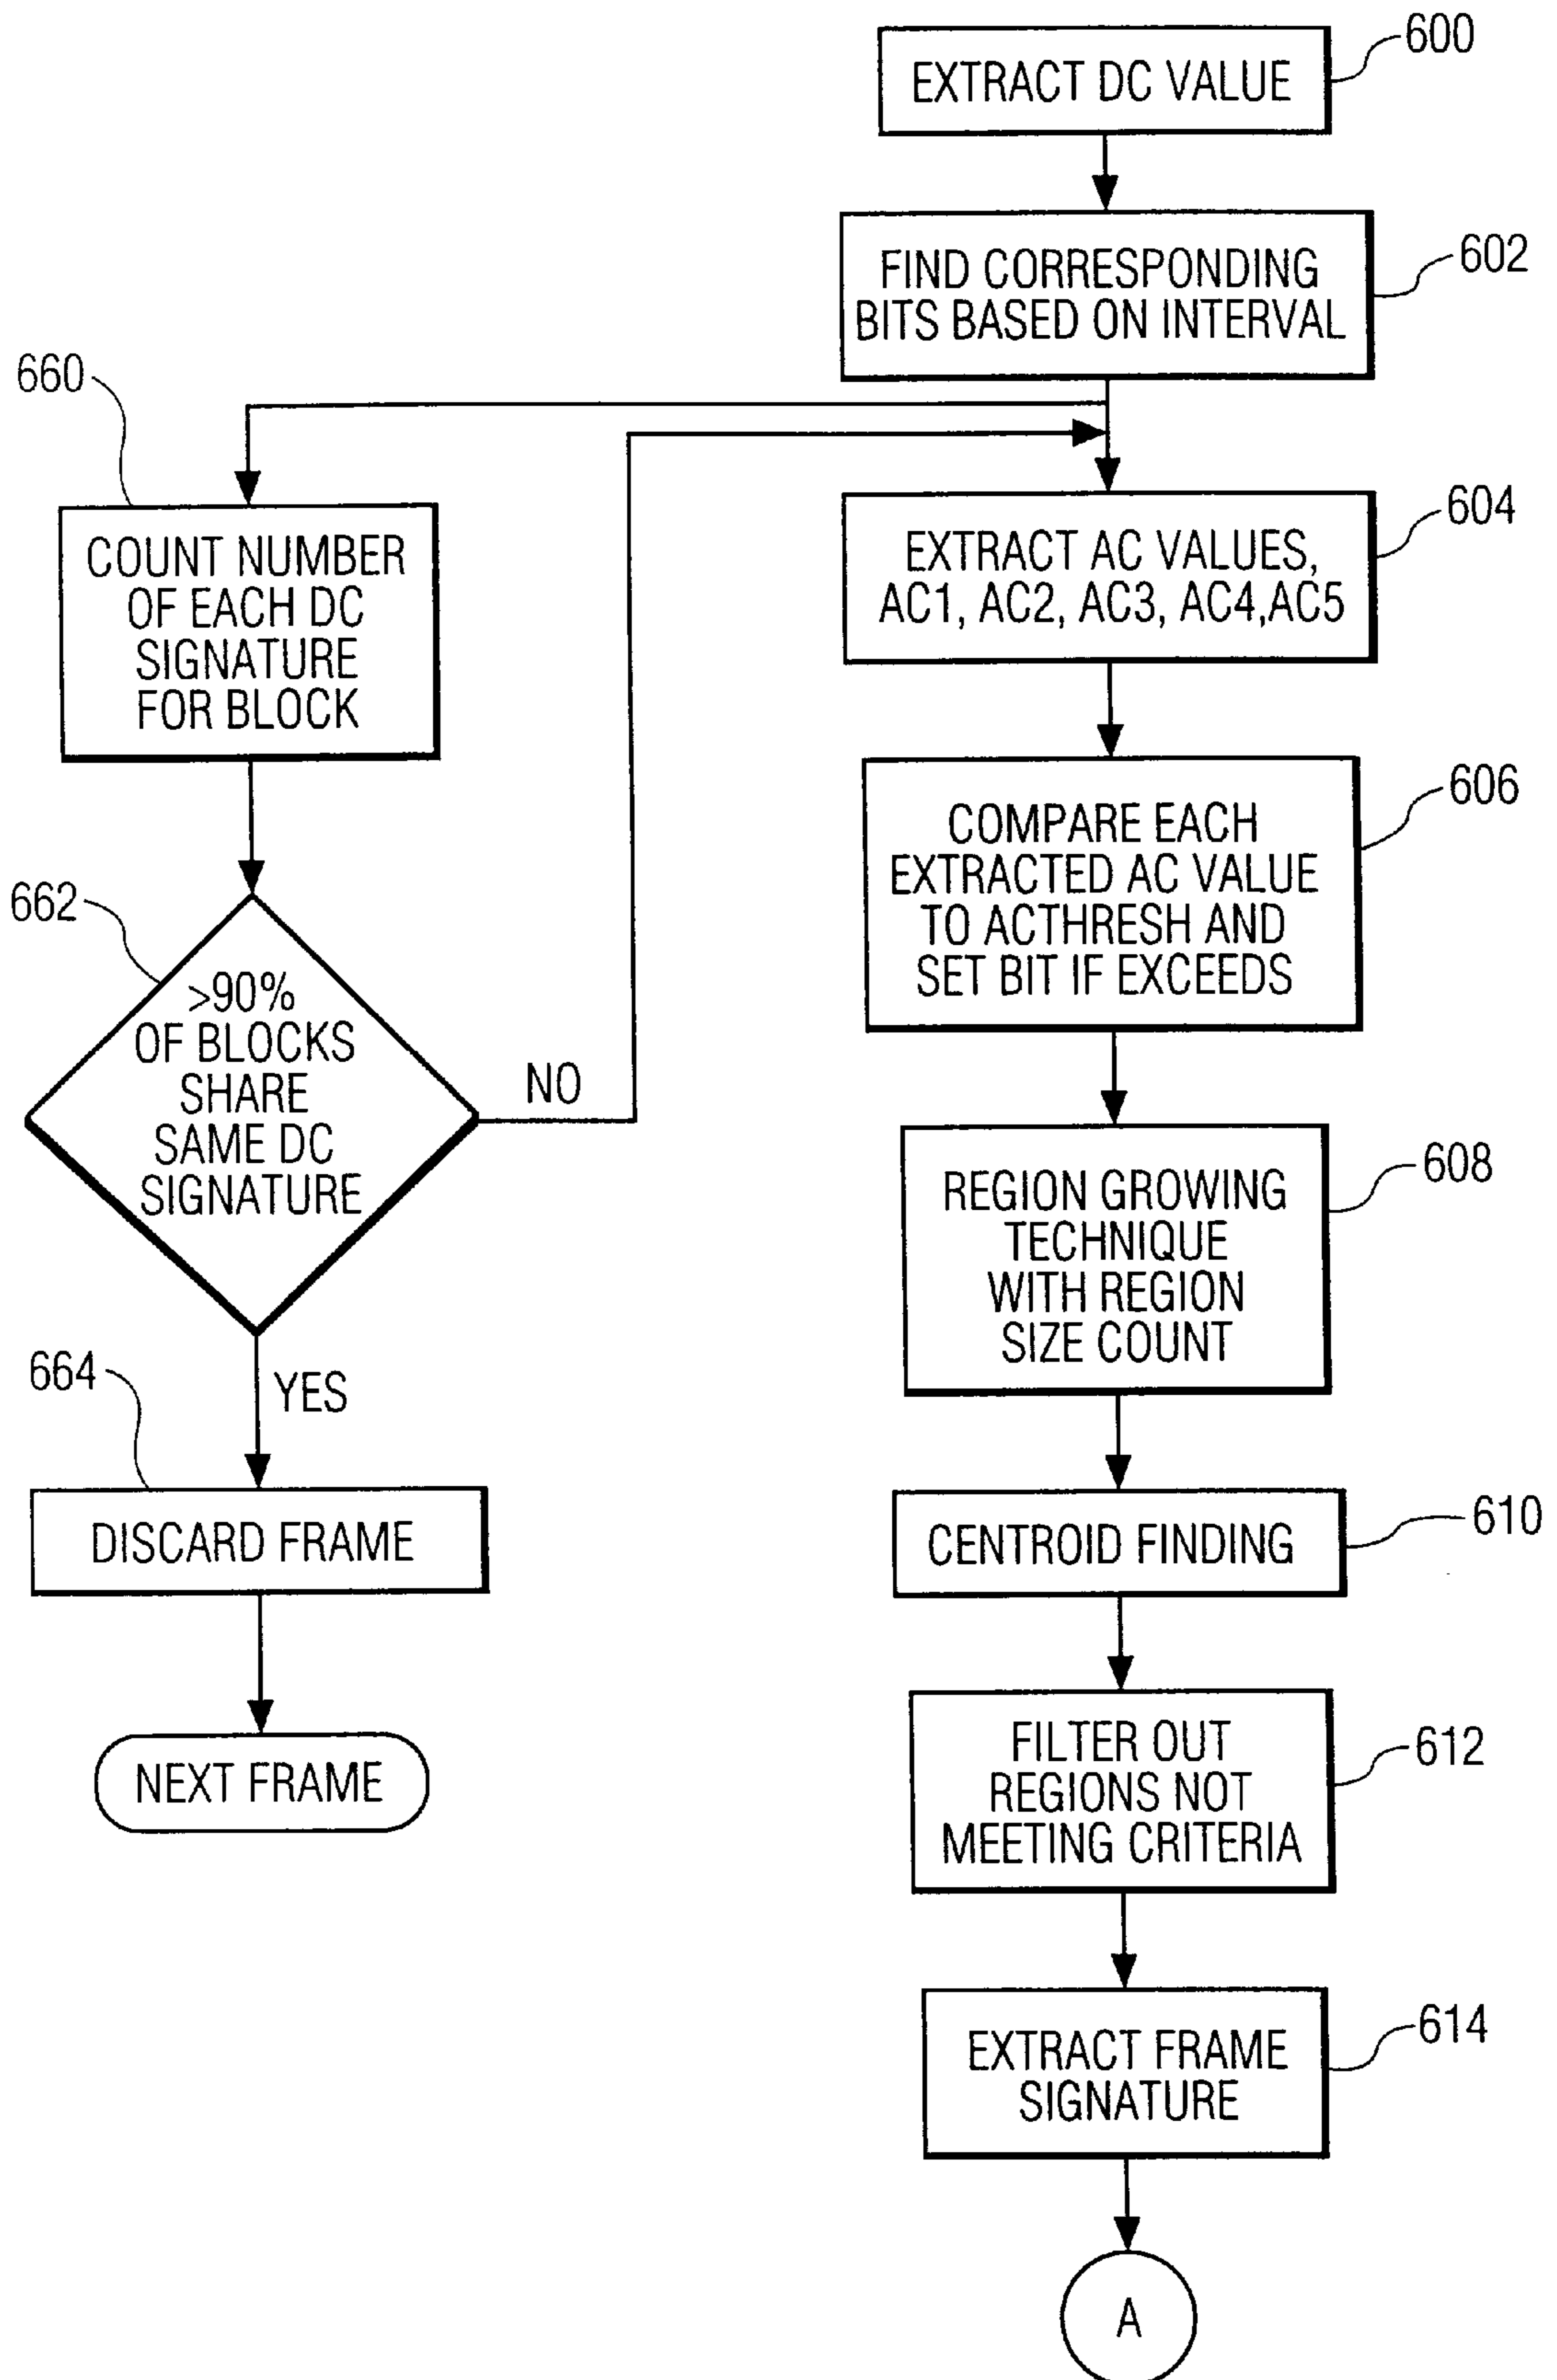 600
EXTRACT DC VALUE
602
FIND CORRESPONDING
BITS BASED ON INTERVAL
660
COUNT NUMBER
OF EACH DC
SIGNATURE
FOR BLOCK
604
EXTRACT AC VALUES,
AC1, AC2, AC3, AC4,AC5
606
COMPARE EACH
EXTRACTED AC VALUE
TO ACTHRESH AND
SET BIT IF EXCEEDS
662
>90%
OF BLOCKS
SHARE
SAME DC
SIGNATURE
NO
YES
608
REGION GROWING
TECHNIQUE
WITH REGION
SIZE COUNT
664
DISCARD FRAME
NEXT FRAME
610
CENTROID FINDING
612
FILTER OUT
REGIONS NOT
MEETING CRITERIA
614
EXTRACT FRAME
SIGNATURE
A